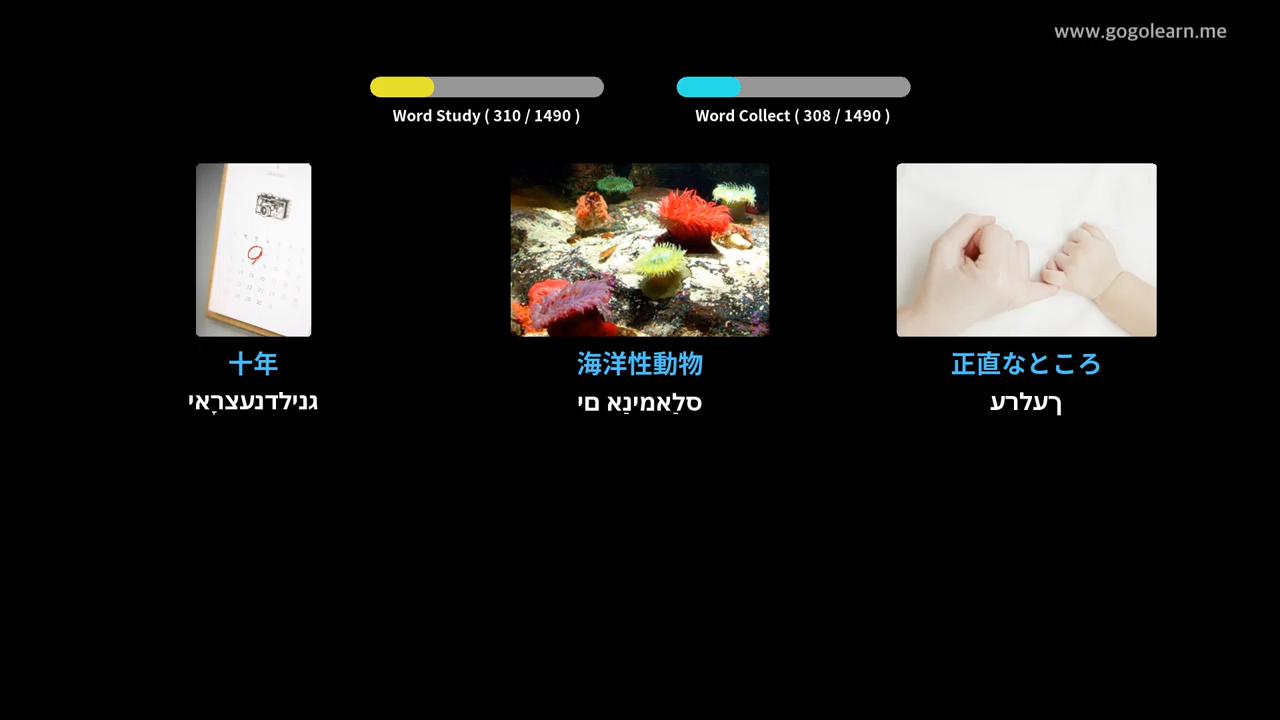 www.gogolearn.me
Word Study ( 310 / 1490 )
Word Collect ( 308 / 1490 )
十年
גנילדנעצרָאי
海洋性動物
סלַאמינַא םי
正直なところ
ךעלרע